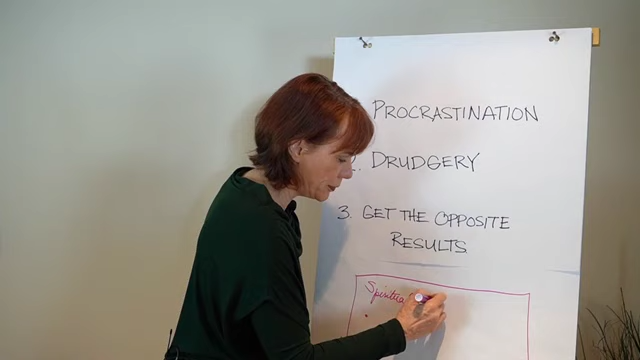 PROCRASTINATION
. DRUDGERY
3. GET THE OPPOSITE
RESULTS